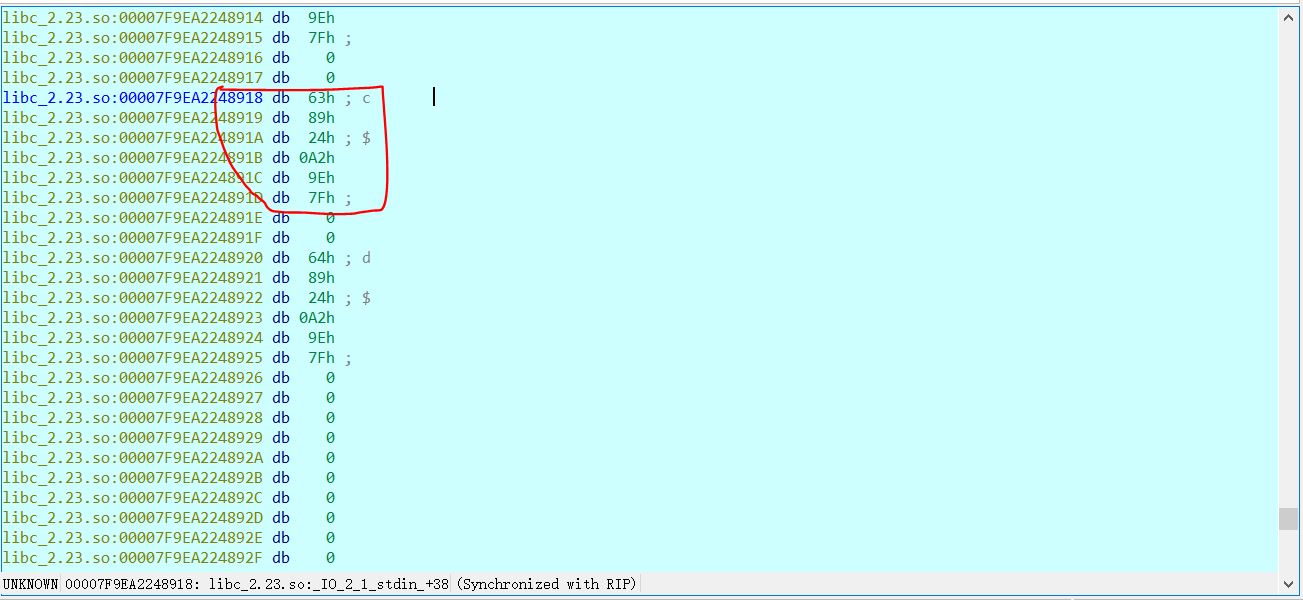 libc_2.23.so:00007F9EA2248914 db 9Eh
libc_2.23.so:00007F9EA2248915 db 7Fh ;
libc_2.23.so:00007F9EA2248916 db 0
libc_2.23.so:00007F9EA2248917 db 0
libc_2.23.so:00007F9EA2248918 db 63h ; c
libc_2.23.so:00007F9EA2248919 db 89h
libc_2.23.so:00007F9EA224891A db 24h ; $
libc_2.23.so:00007F9EA224891B db 0A2h
libc_2.23.so:00007F9EA224891C db 9Eh
libc_2.23.so:00007F9EA224891D db 7Fh ;
libc_2.23.so:00007F9EA224891E db 0
libc_2.23.so:00007F9EA224891F db 0
libc_2.23.so:00007F9EA2248920 db 64h ; d
libc_2.23.so:00007F9EA2248921 db 89h
libc_2.23.so:00007F9EA2248922 db 24h ; $
libc_2.23.so:00007F9EA2248923 db 0A2h
libc_2.23.so:00007F9EA2248924 db 9Eh
libc_2.23.so:00007F9EA2248925 db 7Fh ;
libc_2.23.so:00007F9EA2248926 db 0
libc_2.23.so:00007F9EA2248927 db 0
libc_2.23.so:00007F9EA2248928 db 0
libc_2.23.so:00007F9EA2248929 db 0
libc_2.23.so:00007F9EA224892A db 0
libc_2.23.so:00007F9EA224892B db 0
libc_2.23.so:00007F9EA224892C db 0
libc_2.23.so:00007F9EA224892D db 0
libc_2.23.so:00007F9EA224892E db 0
libc_2.23.so:00007F9EA224892F db 0
UNKNOWN 00007F9EA2248918: libc_2.23.so:_IO_2_1_stdin_+38 (Synchronized with RIP)